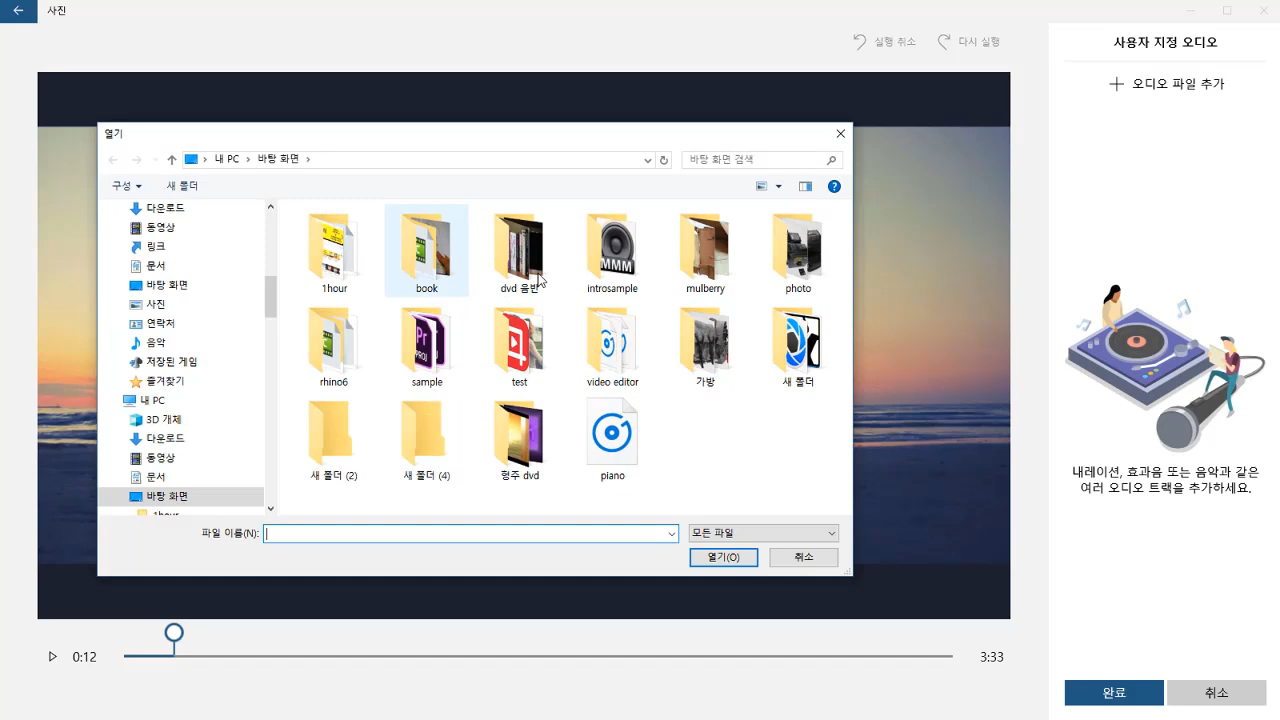 사진
실행 취소
다시 실행
사용자 지정 오디오
오디오 파일 추가
열기
내 PC
바탕 화면
바탕 화면 검색
구성
새 폴더
다운로드
동영상
링크
문서
바탕 화면
사진
연락처
음악
저장된 게임
즐겨찾기
내 PC
3D 개체
다운로드
동영상
문서
바탕 화면
1hour
1hour
book
dvd 음반
introsample
mulberry
photo
rhino6
sample
test
video editor
가방
새 폴더
새 폴더 (2)
새 폴더 (4)
형주 dvd
piano
MMM
Pr
PROJ
파일 이름(N):
모든 파일
열기(O)
취소
내레이션, 효과음 또는 음악과 같은
여러 오디오 트랙을 추가하세요.
0:12
3:33
완료
취소